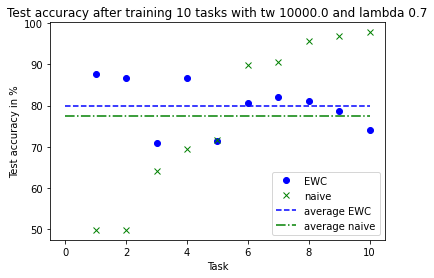 Test accuracy after training 10 tasks with tw 10000.0 and lambda 0.7
100
90
80
70
60
50
Test accuracy in %
0 2 4 6 8 10
Task
EWC
naive
average EWC
average naive